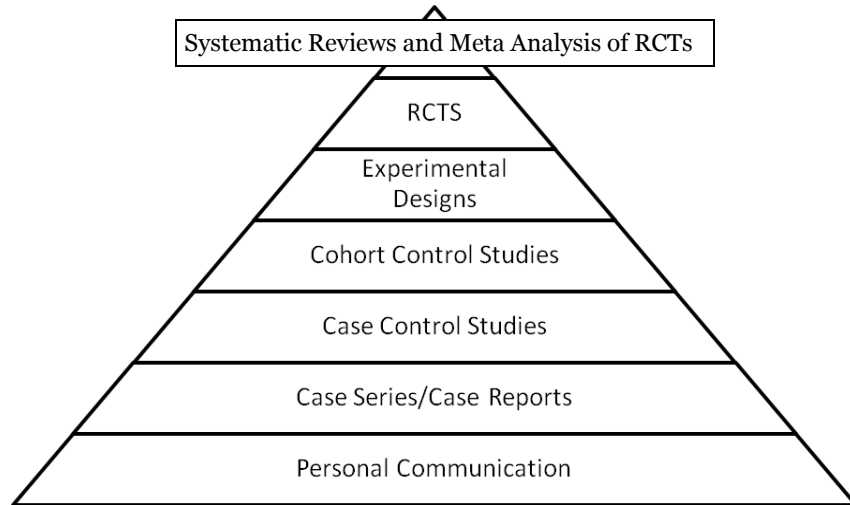 Systematic Reviews and Meta Analysis of RCTs
RCTS
Experimental
Designs
Cohort Control Studies
Case Control Studies
Case Series/Case Reports
Personal Communication